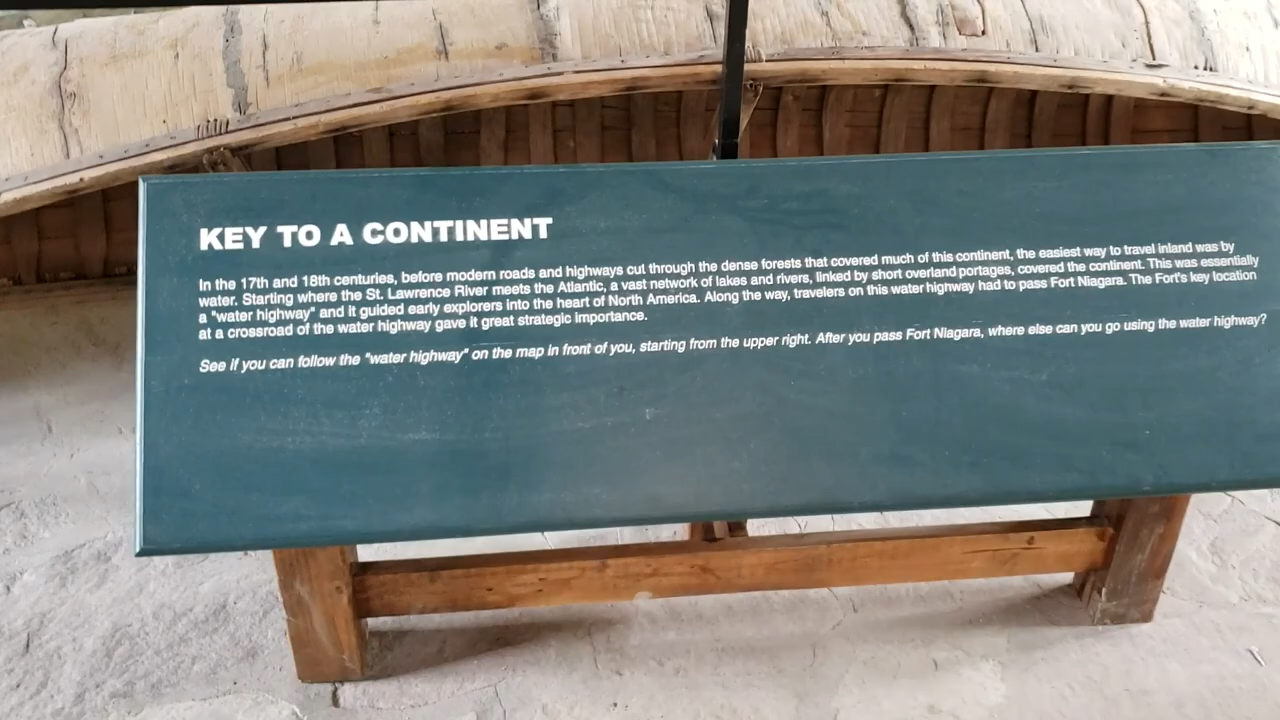 KEY TO A CONTINENT
In the 17th and 18th centuries, before modern roads and highways cut through the dense forests that covered much of this continent, the easiest way to travel inland was by
water. Starting where the St. Lawrence River meets the Atlantic, a vast network of lakes and rivers, linked by short overland portages, covered the continent. This was essentially
a "water highway" and it guided early explorers into the heart of North America. Along the way, travelers on this water highway had to pass Fort Niagara. The Fort's key location
at a crossroad of the water highway gave it great strategic importance.
See if you can follow the "water highway" on the map in front of you, starting from the upper right. After you pass Fort Niagara, where else can you go using the water highway?